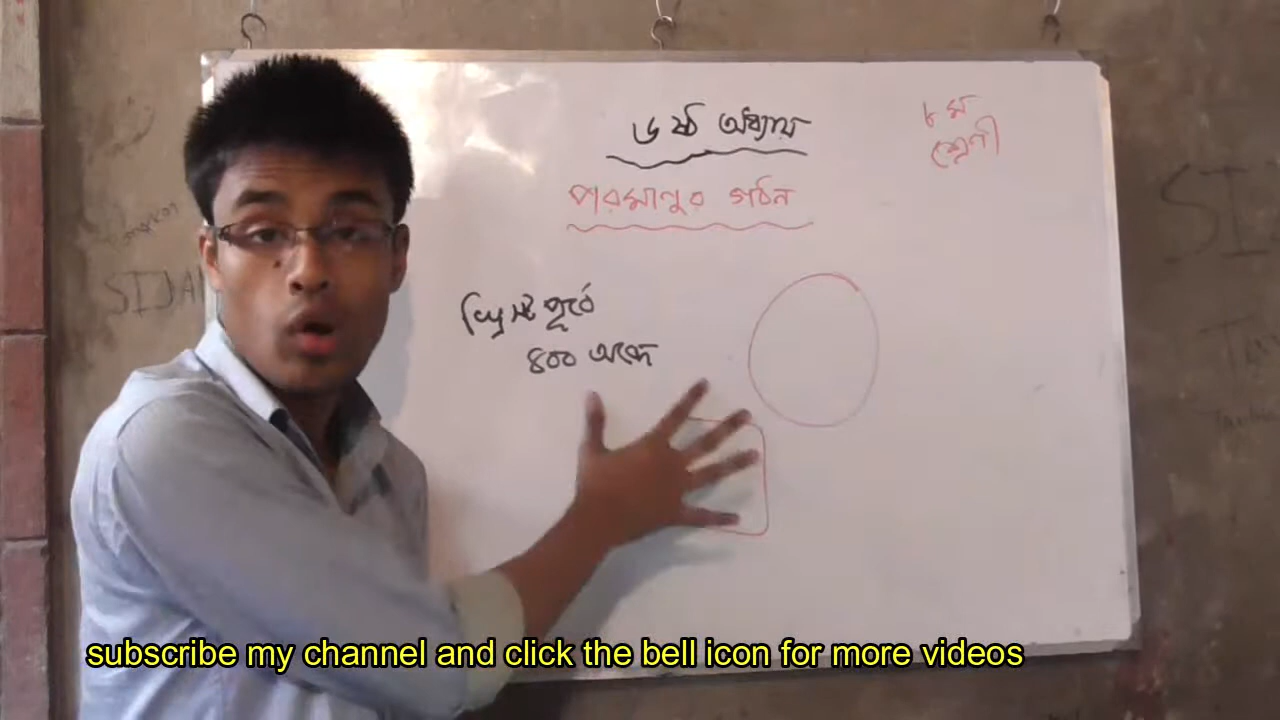 ৬ষ্ঠ অধ্যায়
৮ম
শ্রেণী
পরমানুর গঠন
খ্রিস্টপূর্বে
৪০০ অব্দে
SIJA
subscribe my channel and click the bell icon for more videos